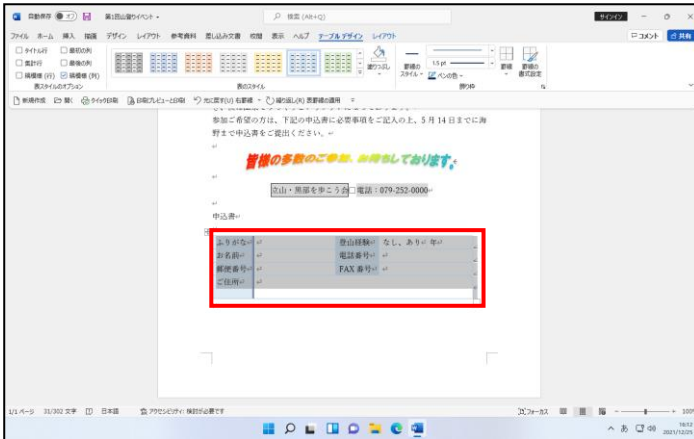 自動保存 オフ 第1回山登りイベント
検索 (Alt+Q)
サインイン
ファイル ホーム 挿入 描画 デザイン レイアウト 参考資料 差し込み文書 校閲 表示 ヘルプ テーブル デザイン レイアウト
コメント 共有
タイトル行 最初の列
集計行 最後の列
縞模様 (行) 縞模様 (列)
表スタイルのオプション
表のスタイル
塗りつぶし
罫線の
スタイル
1.5 pt
ペンの色
罫線
罫線の
書式設定
飾り枠
新規作成 開く クイック印刷 印刷プレビューと印刷 元に戻す(U) 右罫線 繰り返し(R) 表罫線の適用
参加ご希望の方は、下記の申込書に必要事項をご記入の上、5 月 14 日までに海
野まで申込書をご提出ください。
皆様の多数のご参加、お待ちしております。
立山・黒部を歩こう会 電話：079-252-0000
申込書
ふりがな 登山経験 なし、あり 年
お名前 電話番号
郵便番号 FAX 番号
ご住所
1/1 ページ 31/302 文字 日本語 アクセシビリティ: 検討が必要です
フォーカス
100%
あ
16:52
2021/12/25